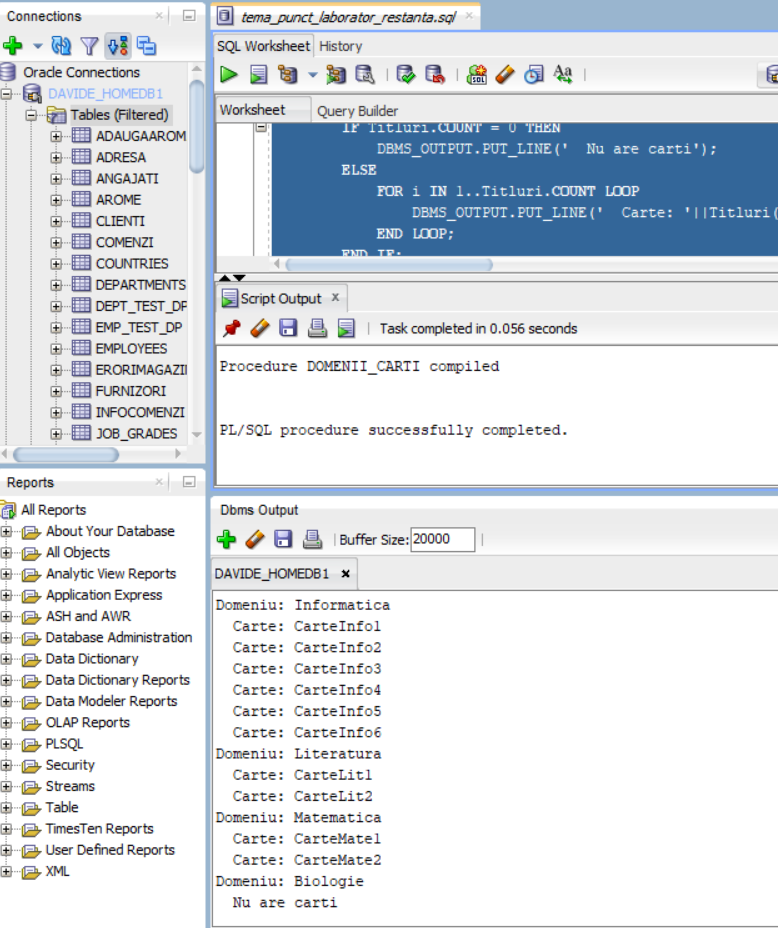 Connections
Oracle Connections
DAVIDE_HOMEDB1
Tables (Filtered)
ADAUGAAROM
ADRESA
ANGAJATI
AROME
CLIENTI
COMENZI
COUNTRIES
DEPARTMENTS
DEPT_TEST_DP
EMP_TEST_DP
EMPLOYEES
ERORIMAGAZI
FURNIZORI
INFOCOMENZI
JOB_GRADES
Reports
All Reports
About Your Database
All Objects
Analytic View Reports
Application Express
ASH and AWR
Database Administration
Data Dictionary
Data Dictionary Reports
Data Modeler Reports
OLAP Reports
PLSQL
Security
Streams
Table
TimesTen Reports
User Defined Reports
XML
tema_punct_laborator_restanta.sql
SQL Worksheet History
Worksheet Query Builder
IF Titluri.COUNT = 0 THEN
DBMS_OUTPUT.PUT_LINE('  Nu are carti');
ELSE
FOR i IN 1..Titluri.COUNT LOOP
DBMS_OUTPUT.PUT_LINE('  Carte: '||Titluri(
END LOOP;
END IF;
Script Output x
Task completed in 0.056 seconds
Procedure DOMENII_CARTI compiled
PL/SQL procedure successfully completed.
Dbms Output
Buffer Size: 20000
DAVIDE_HOMEDB1 x
Domeniu: Informatica
Carte: CarteInfo1
Carte: CarteInfo2
Carte: CarteInfo3
Carte: CarteInfo4
Carte: CarteInfo5
Carte: CarteInfo6
Domeniu: Literatura
Carte: CarteLit1
Carte: CarteLit2
Domeniu: Matematica
Carte: CarteMate1
Carte: CarteMate2
Domeniu: Biologie
Nu are carti